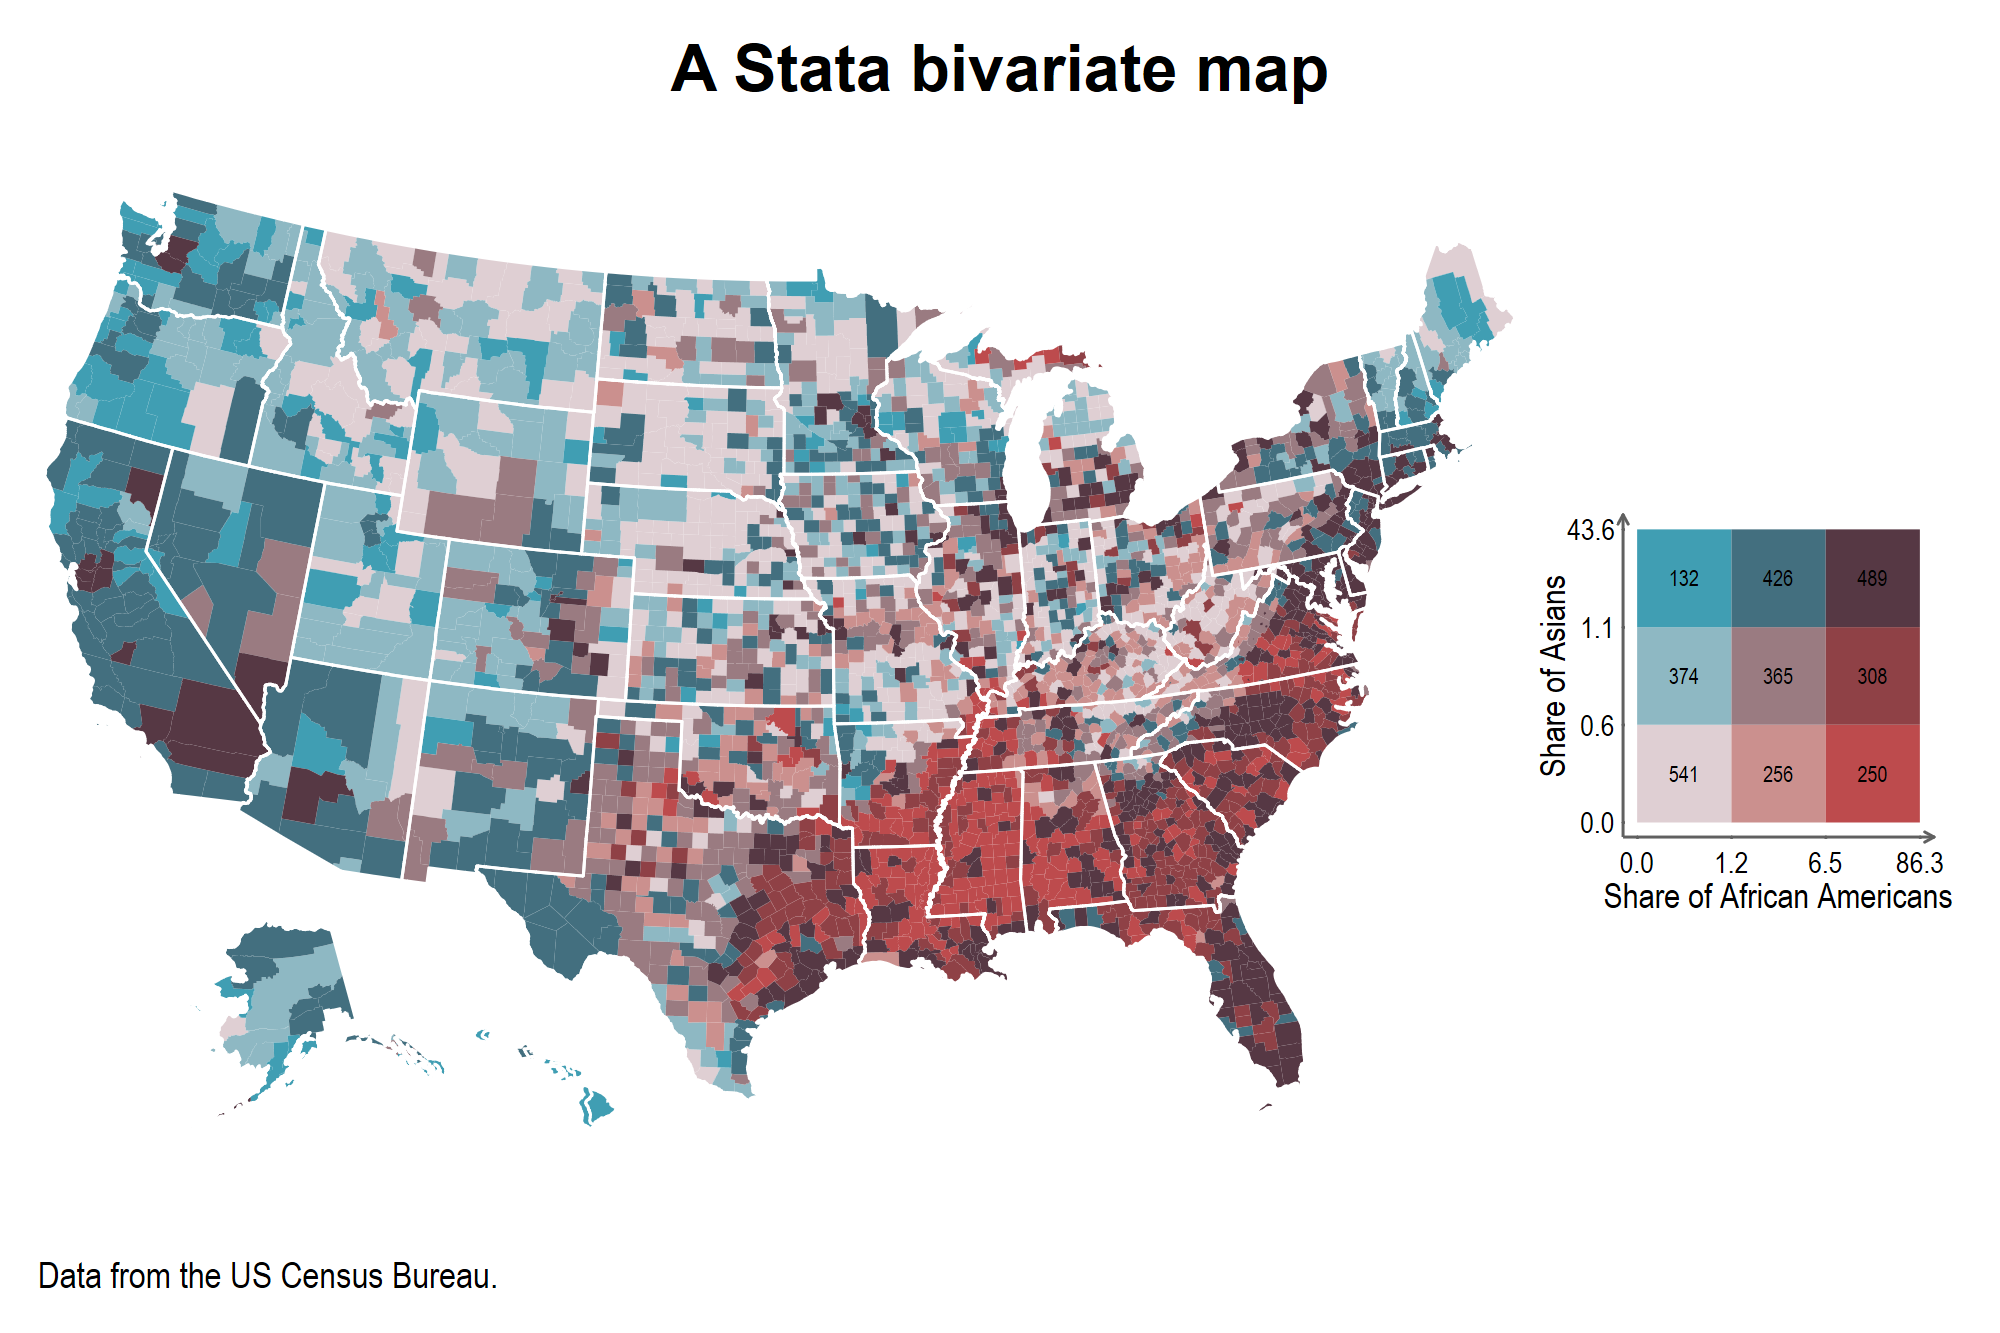 A Stata bivariate map
43.6
132 426 489
1.1
374 365 308
0.6
541 256 250
0.0
0.0 1.2 6.5 86.3
Share of Asians
Share of African Americans
Data from the US Census Bureau.